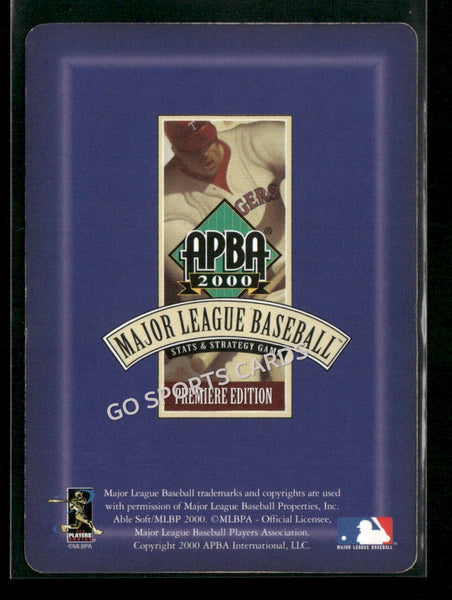 T
GERS
APBA®
2000
MAJOR LEAGUE BASEBALL™
STATS & STRATEGY GAME
GO SPORTS CARDS
PREMIERE EDITION
Major League Baseball trademarks and copyrights are used
with permission of Major League Baseball Properties, Inc.
Able Soft/MLBP 2000. ©MLBPA - Official Licensee,
Major League Baseball Players Association.
Copyright 2000 APBA International, LLC.
PLAYERS
CHOICE
©MLBPA
MAJOR LEAGUE BASEBALL